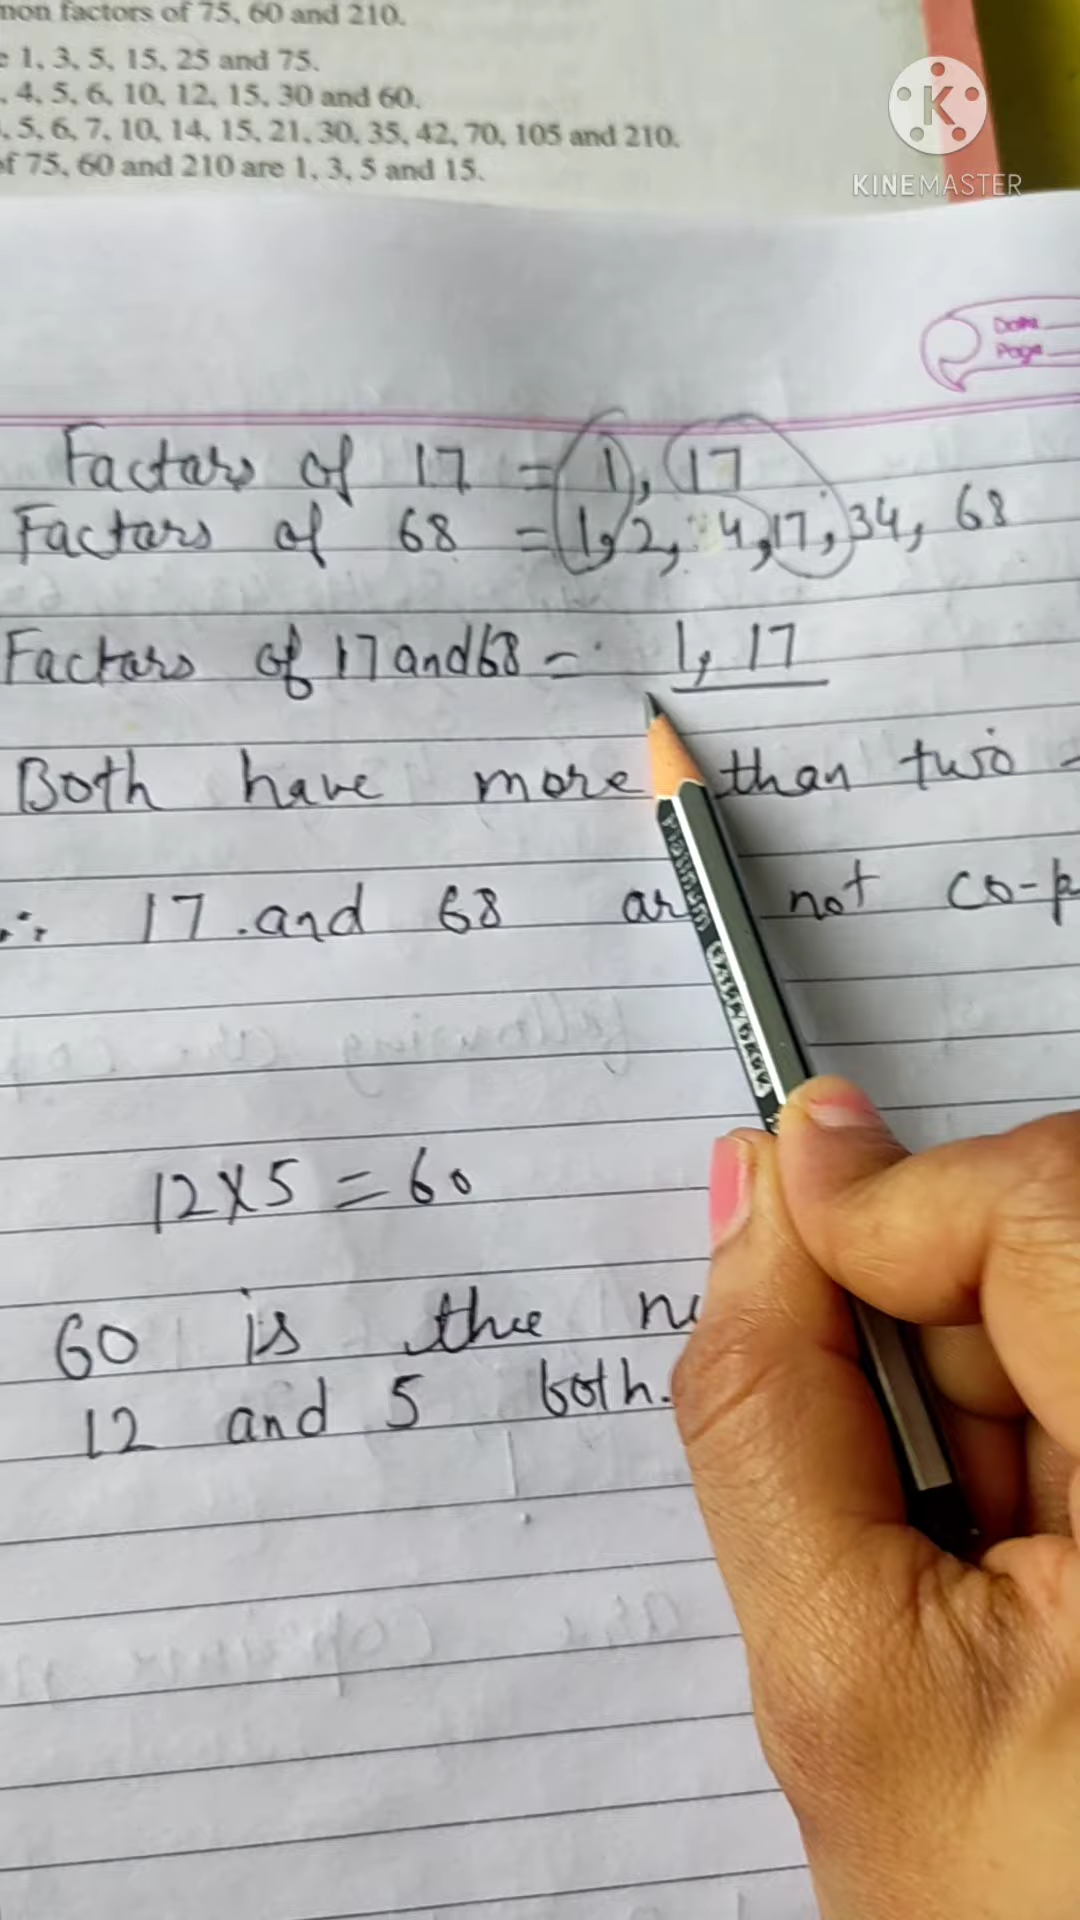 non factors of 75, 60 and 210.
e 1, 3, 5, 15, 25 and 75.
, 4, 5, 6, 10, 12, 15, 30 and 60.
, 5, 6, 7, 10, 14, 15, 21, 30, 35, 42, 70, 105 and 210.
of 75, 60 and 210 are 1, 3, 5 and 15.
K
KINEMASTER
Date
Page
Factors of 17 = 1, 17
Factors of 68 = 1, 2, 4, 17, 34, 68
Factors of 17 and 68 = 1, 17
Both have more than two
∴ 17 and 68 are not co-p
12 x 5 = 60
60 is the
12 and 5 both.
Platinum